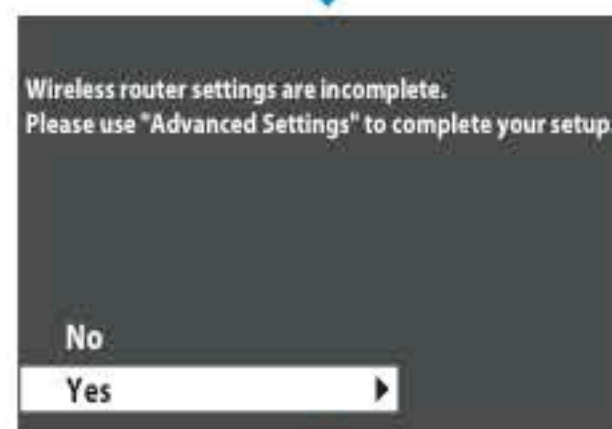 Wireless router settings are incomplete.
Please use "Advanced Settings" to complete your setup.
No
Yes